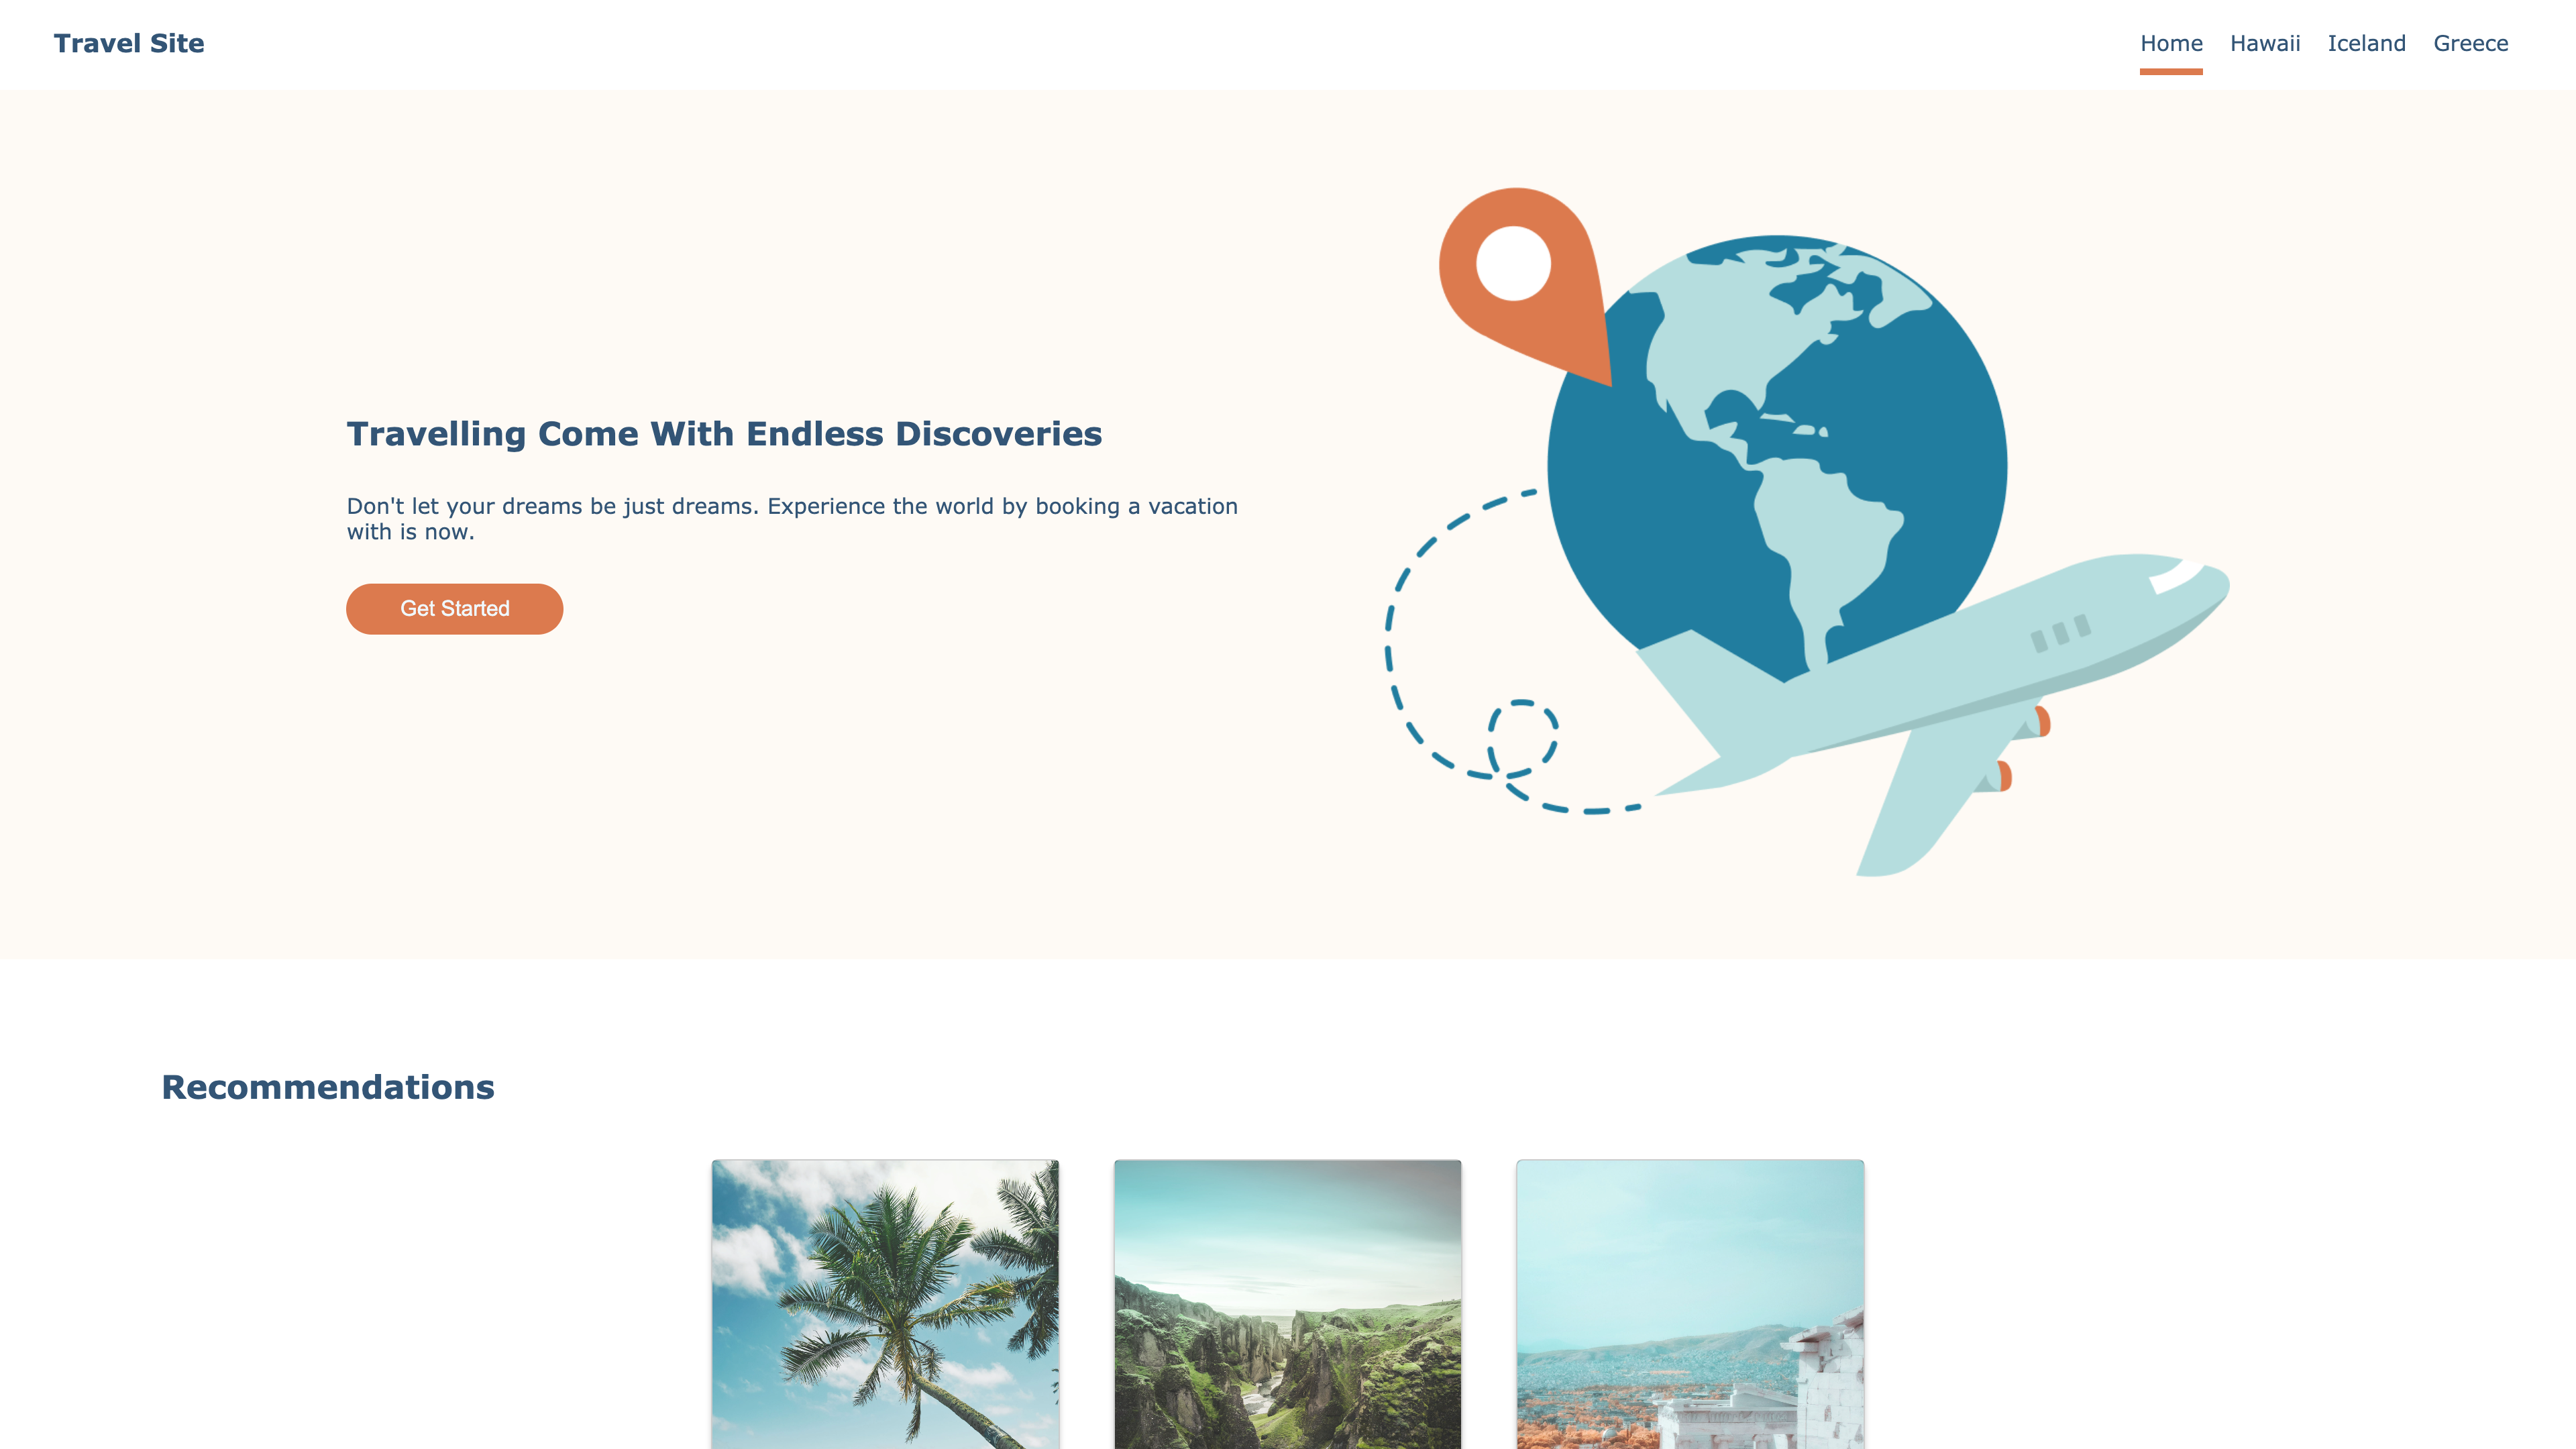 Travel Site
Home Hawaii Iceland Greece
Travelling Come With Endless Discoveries
Don't let your dreams be just dreams. Experience the world by booking a vacation
with is now.
Get Started
Recommendations